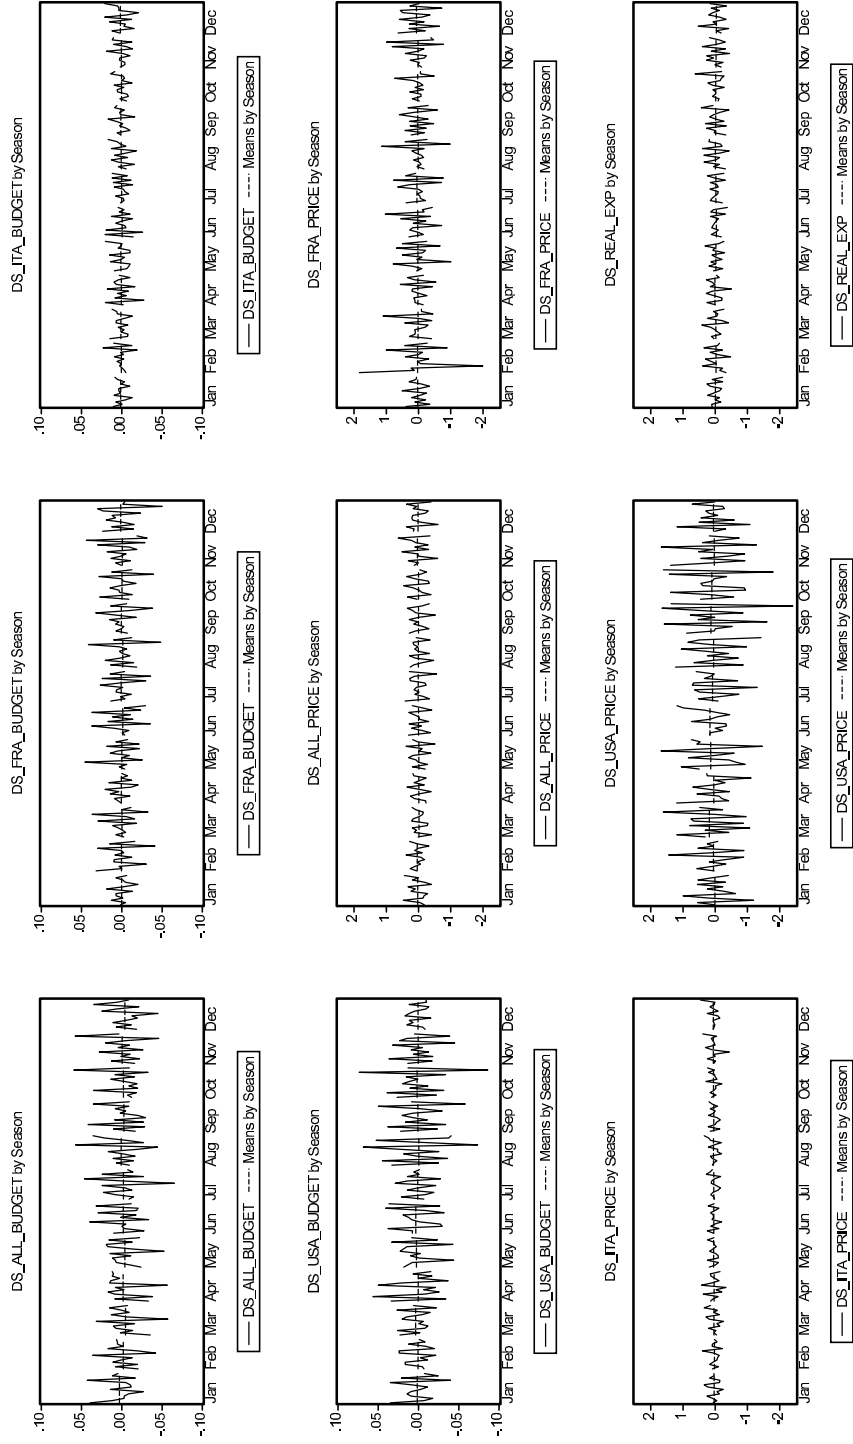 DS_ALL_BUDGET by Season
.10
.05
.00
-.05
-.10
Jan Feb Mar Apr May Jun Jul Aug Sep Oct Nov Dec
DS_ALL_BUDGET ---- Means by Season
DS_FRA_BUDGET by Season
.10
.05
.00
-.05
-.10
Jan Feb Mar Apr May Jun Jul Aug Sep Oct Nov Dec
DS_FRA_BUDGET ---- Means by Season
DS_ITA_BUDGET by Season
.10
.05
.00
-.05
-.10
Jan Feb Mar Apr May Jun Jul Aug Sep Oct Nov Dec
DS_ITA_BUDGET ---- Means by Season
DS_USA_BUDGET by Season
.10
.05
.00
-.05
-.10
Jan Feb Mar Apr May Jun Jul Aug Sep Oct Nov Dec
DS_USA_BUDGET ---- Means by Season
DS_ALL_PRICE by Season
2
1
0
-1
-2
Jan Feb Mar Apr May Jun Jul Aug Sep Oct Nov Dec
DS_ALL_PRICE ---- Means by Season
DS_FRA_PRICE by Season
2
1
0
-1
-2
Jan Feb Mar Apr May Jun Jul Aug Sep Oct Nov Dec
DS_FRA_PRICE ---- Means by Season
DS_ITA_PRICE by Season
2
1
0
-1
-2
Jan Feb Mar Apr May Jun Jul Aug Sep Oct Nov Dec
DS_ITA_PRICE ---- Means by Season
DS_USA_PRICE by Season
2
1
0
-1
-2
Jan Feb Mar Apr May Jun Jul Aug Sep Oct Nov Dec
DS_USA_PRICE ---- Means by Season
DS_REAL_EXP by Season
2
1
0
-1
-2
Jan Feb Mar Apr May Jun Jul Aug Sep Oct Nov Dec
DS_REAL_EXP ---- Means by Season